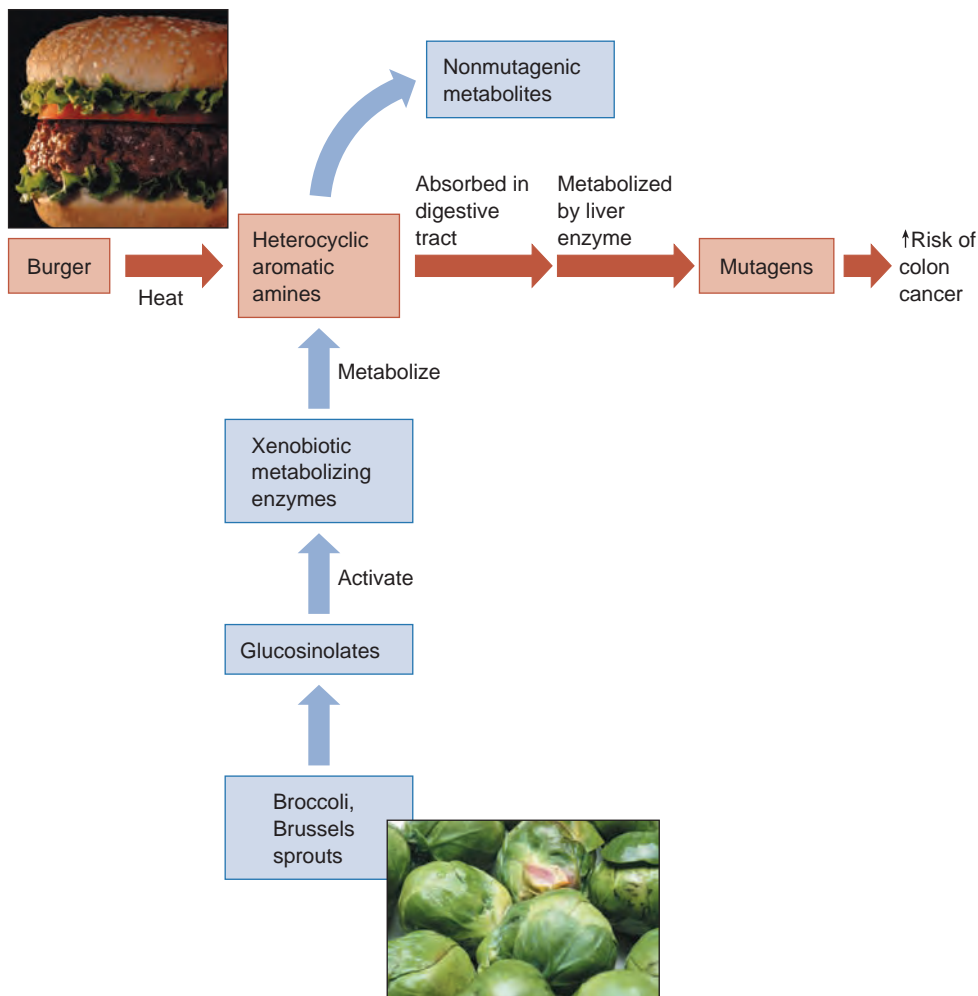 Nonmutagenic
metabolites
Absorbed in
digestive
tract
Metabolized
by liver
enzyme
Burger
Heat
Heterocyclic
aromatic
amines
Mutagens
↑Risk of
colon
cancer
Metabolize
Xenobiotic
metabolizing
enzymes
Activate
Glucosinolates
Broccoli,
Brussels
sprouts